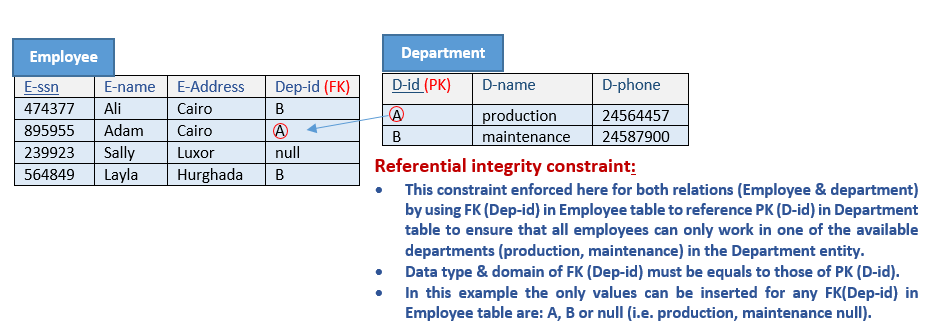 Employee
E-ssn E-name E-Address Dep-id (FK)
474377 Ali Cairo B
895955 Adam Cairo A
239923 Sally Luxor null
564849 Layla Hurghada B
Department
D-id (PK) D-name D-phone
A production 24564457
B maintenance 24587900
Referential integrity constraint:
• This constraint enforced here for both relations (Employee & department)
by using FK (Dep-id) in Employee table to reference PK (D-id) in Department
table to ensure that all employees can only work in one of the available
departments (production, maintenance) in the Department entity.
• Data type & domain of FK (Dep-id) must be equals to those of PK (D-id).
• In this example the only values can be inserted for any FK(Dep-id) in
Employee table are: A, B or null (i.e. production, maintenance null).